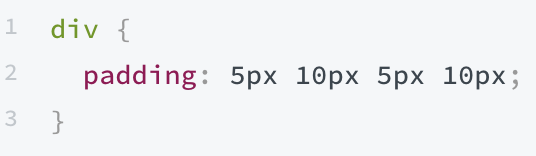 1 div {
2   padding: 5px 10px 5px 10px;
3 }